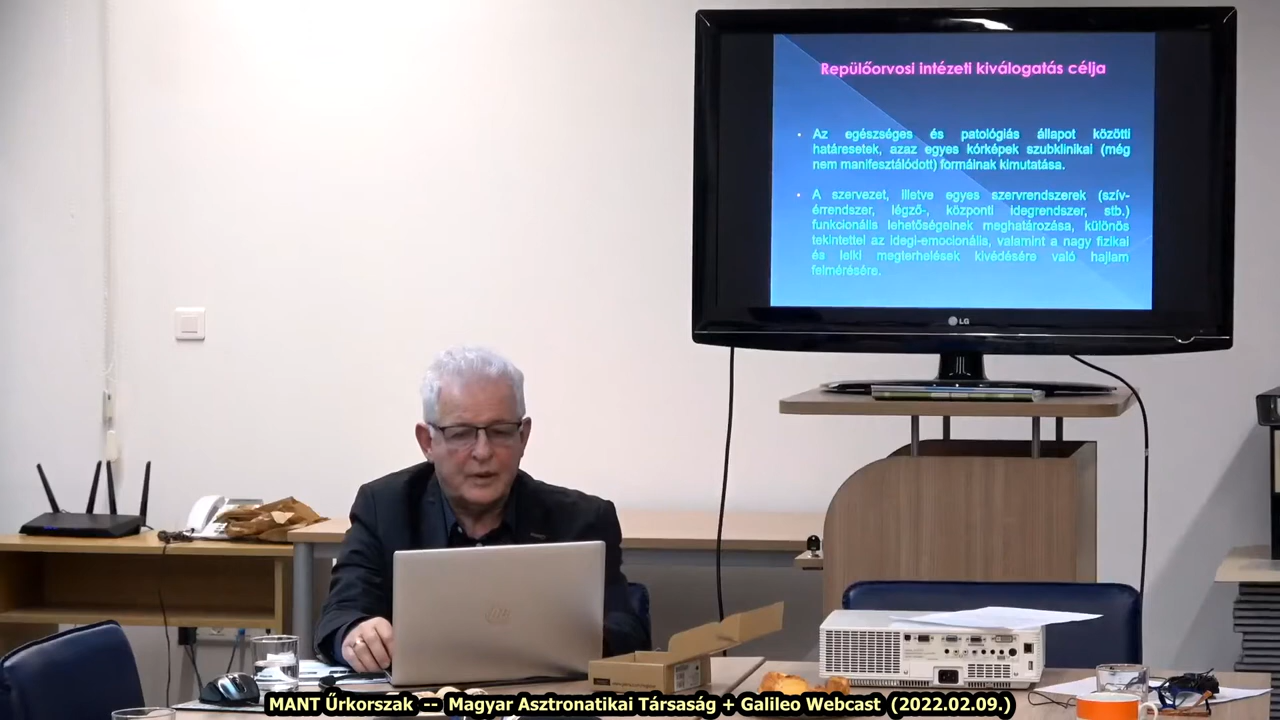 Repülőorvosi intézeti kiválogatás célja
• Az egészséges és patológiás állapot közötti
határesetek, azaz egyes kórképek szubklinikai (még
nem manifesztálódott) formáinak kimutatása.
• A szervezet, illetve egyes szervrendszerek (szív-
érrendszer, légző-, központi idegrendszer, stb.)
funkcionális lehetőségeinek meghatározása, különös
tekintettel az idegi-emocionális, valamint a nagy fizikai
és lelki megterhelések kivédésére való hajlam
felmérésére.
LG
hp
MANT Űrkorszak -- Magyar Asztronatikai Társaság + Galileo Webcast (2022.02.09.)